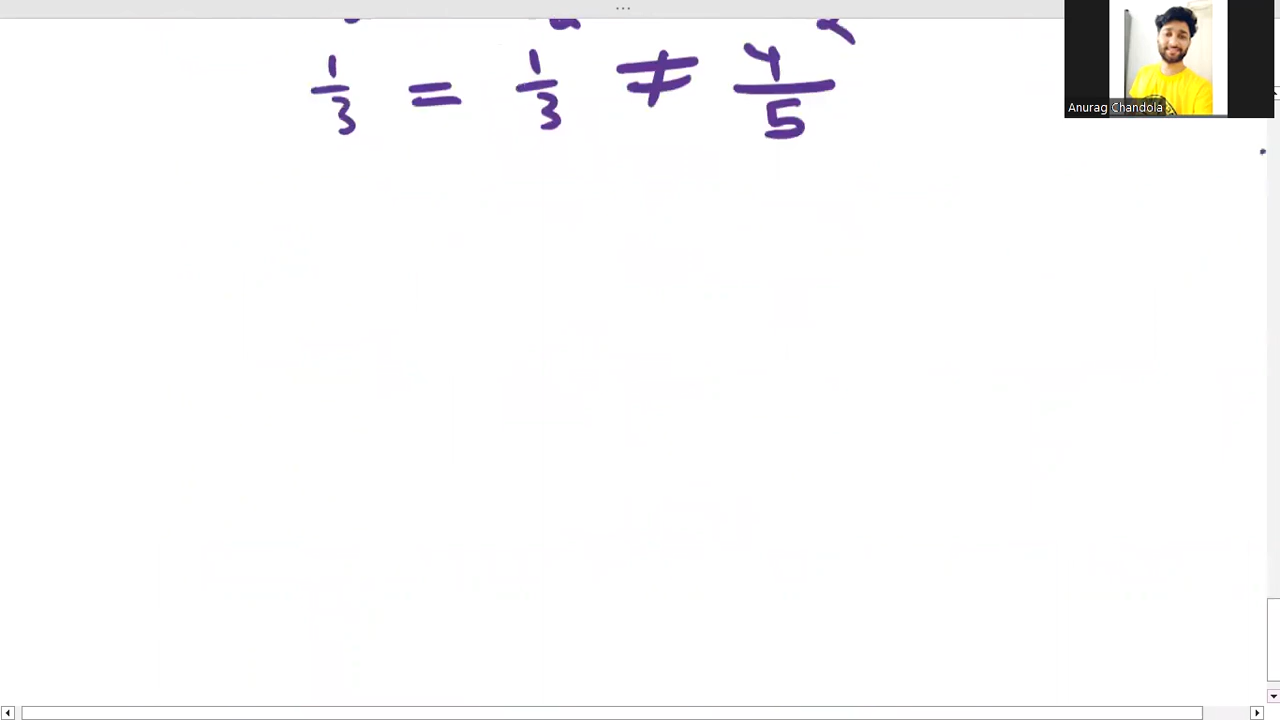 1/3 = 1/3 ≠ 4/5
Anurag Chandola